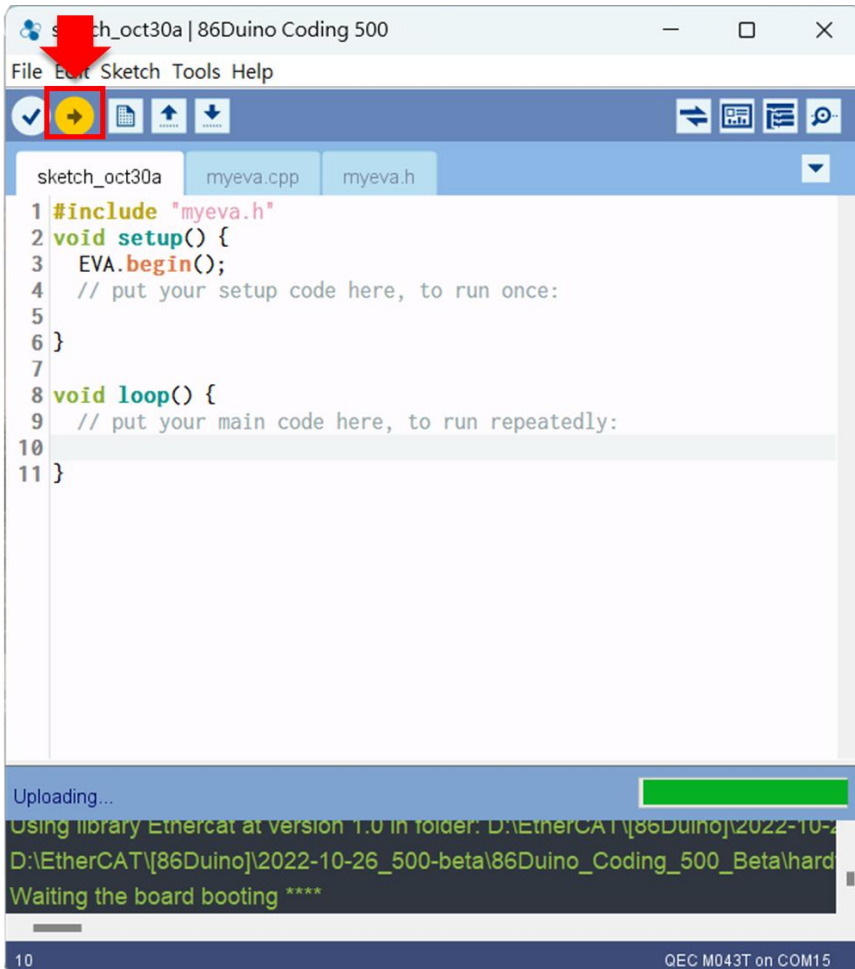 sketch_oct30a | 86Duino Coding 500
File Edit Sketch Tools Help
sketch_oct30a myeva.cpp myeva.h
1 #include "myeva.h"
2 void setup() {
3 EVA.begin();
4 // put your setup code here, to run once:
5
6 }
7
8 void loop() {
9 // put your main code here, to run repeatedly:
10
11 }
Uploading...
Using library Ethercat at version 1.0 in folder: D:\EtherCAT\[86Duino]\2022-10-2
D:\EtherCAT\[86Duino]\2022-10-26_500-beta\86Duino_Coding_500_Beta\hard
Waiting the board booting ****
10 QEC M043T on COM15